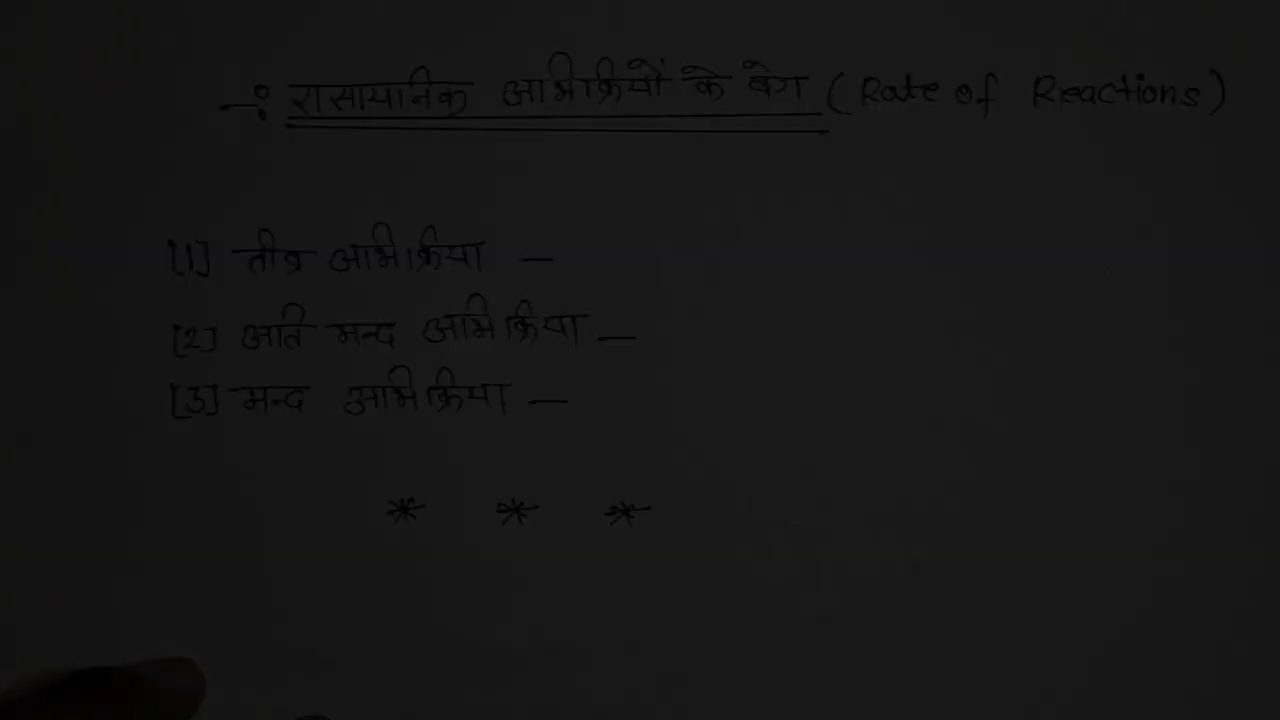 —: रासायनिक अभिक्रियों के वेग ( Rate of Reactions )
[1] तीव्र अभिक्रिया —
[2] अति मन्द अभिक्रिया —
[3] मन्द अभिक्रिया —
* * *